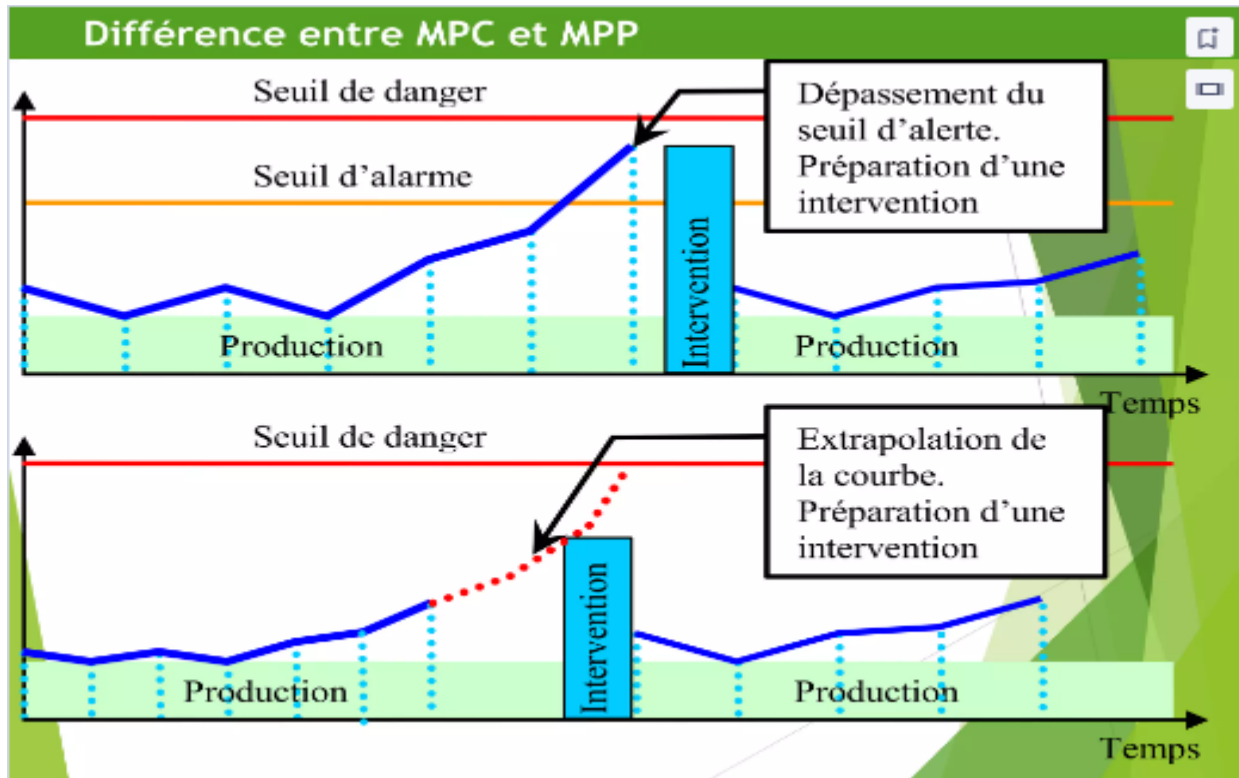 Différence entre MPC et MPP
Seuil de danger
Dépassement du
seuil d'alerte.
Préparation d'une
intervention
Seuil d'alarme
Intervention
Production
Production
Temps
Seuil de danger
Extrapolation de
la courbe.
Préparation d'une
intervention
Intervention
Production
Production
Temps